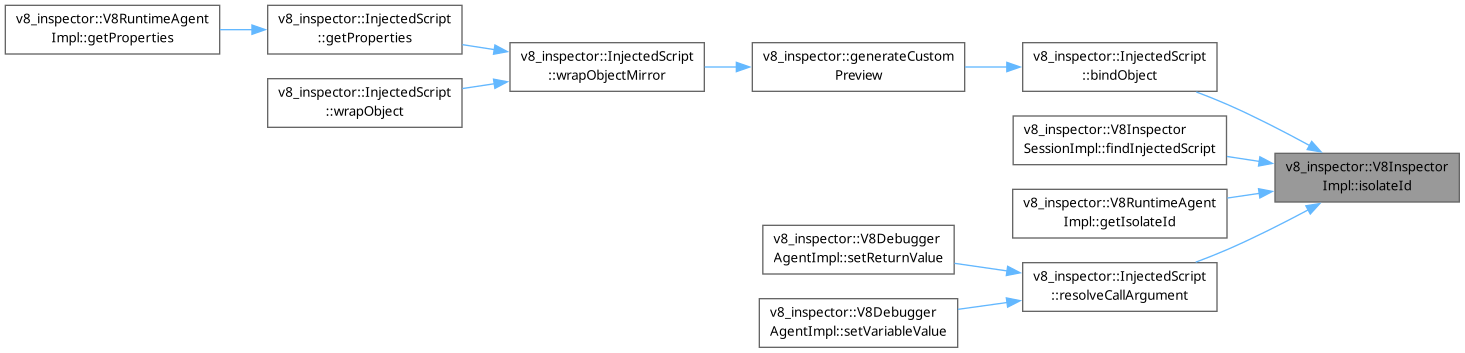 v8_inspector::V8RuntimeAgent
Impl::getProperties
v8_inspector::InjectedScript
::getProperties
v8_inspector::InjectedScript
::wrapObject
v8_inspector::InjectedScript
::wrapObjectMirror
v8_inspector::generateCustom
Preview
v8_inspector::InjectedScript
::bindObject
v8_inspector::V8Inspector
SessionImpl::findInjectedScript
v8_inspector::V8RuntimeAgent
Impl::getIsolateId
v8_inspector::V8Inspector
Impl::isolateId
v8_inspector::V8Debugger
AgentImpl::setReturnValue
v8_inspector::V8Debugger
AgentImpl::setVariableValue
v8_inspector::InjectedScript
::resolveCallArgument